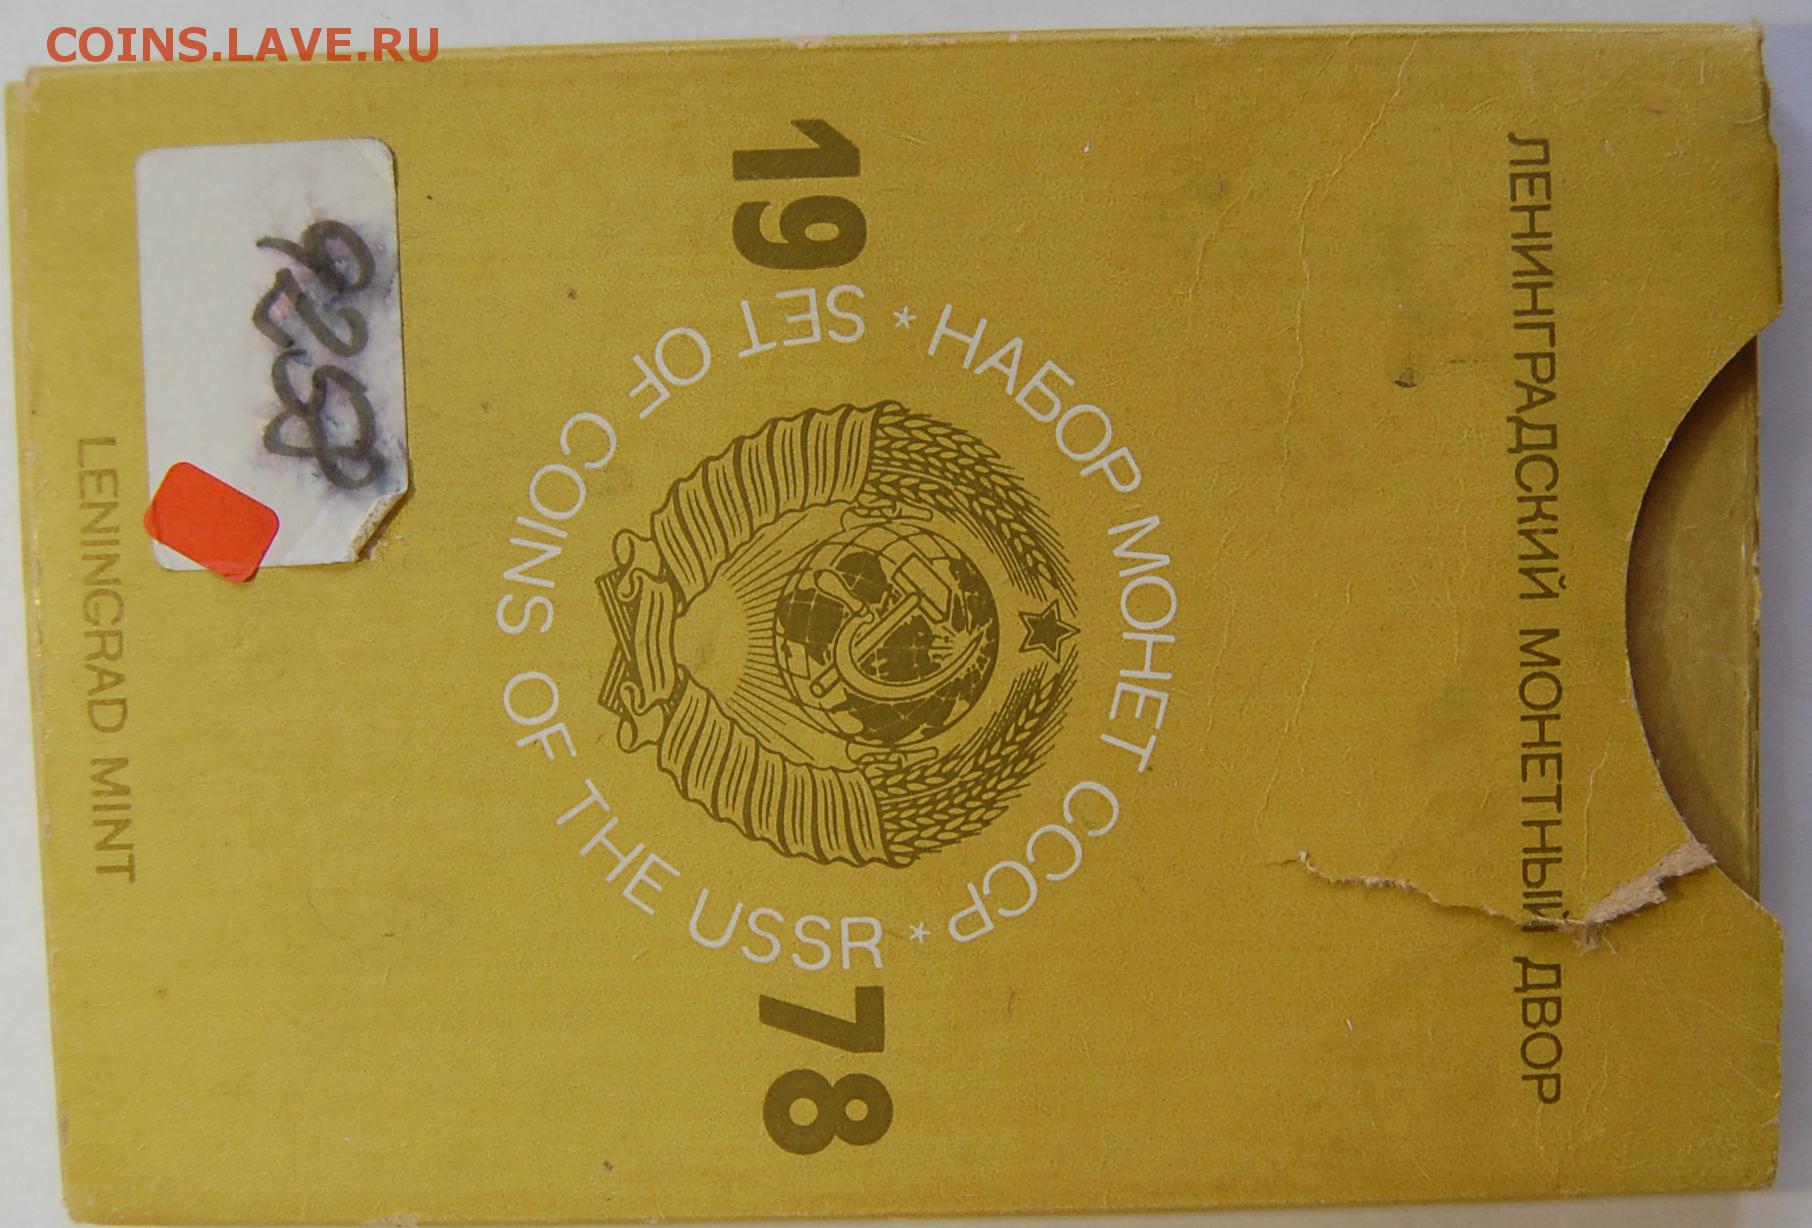 COINS.LAVE.RU
ЛЕНИНГРАДСКИЙ МОНЕТНЫЙ ДВОР
* НАБОР МОНЕТ СССР *
19 78
SET OF COINS OF THE USSR
LENINGRAD MINT